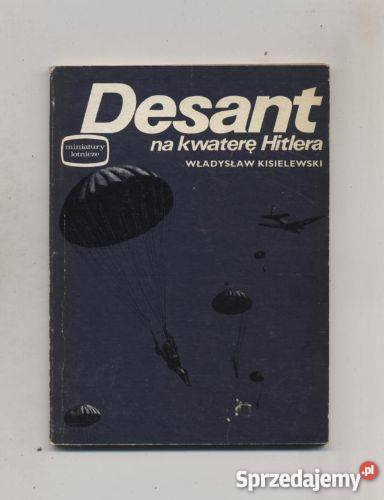 Desant
na kwaterę Hitlera
WŁADYSŁAW KISIELEWSKI
miniatury
lotnicze
Sprzedajemy.pl